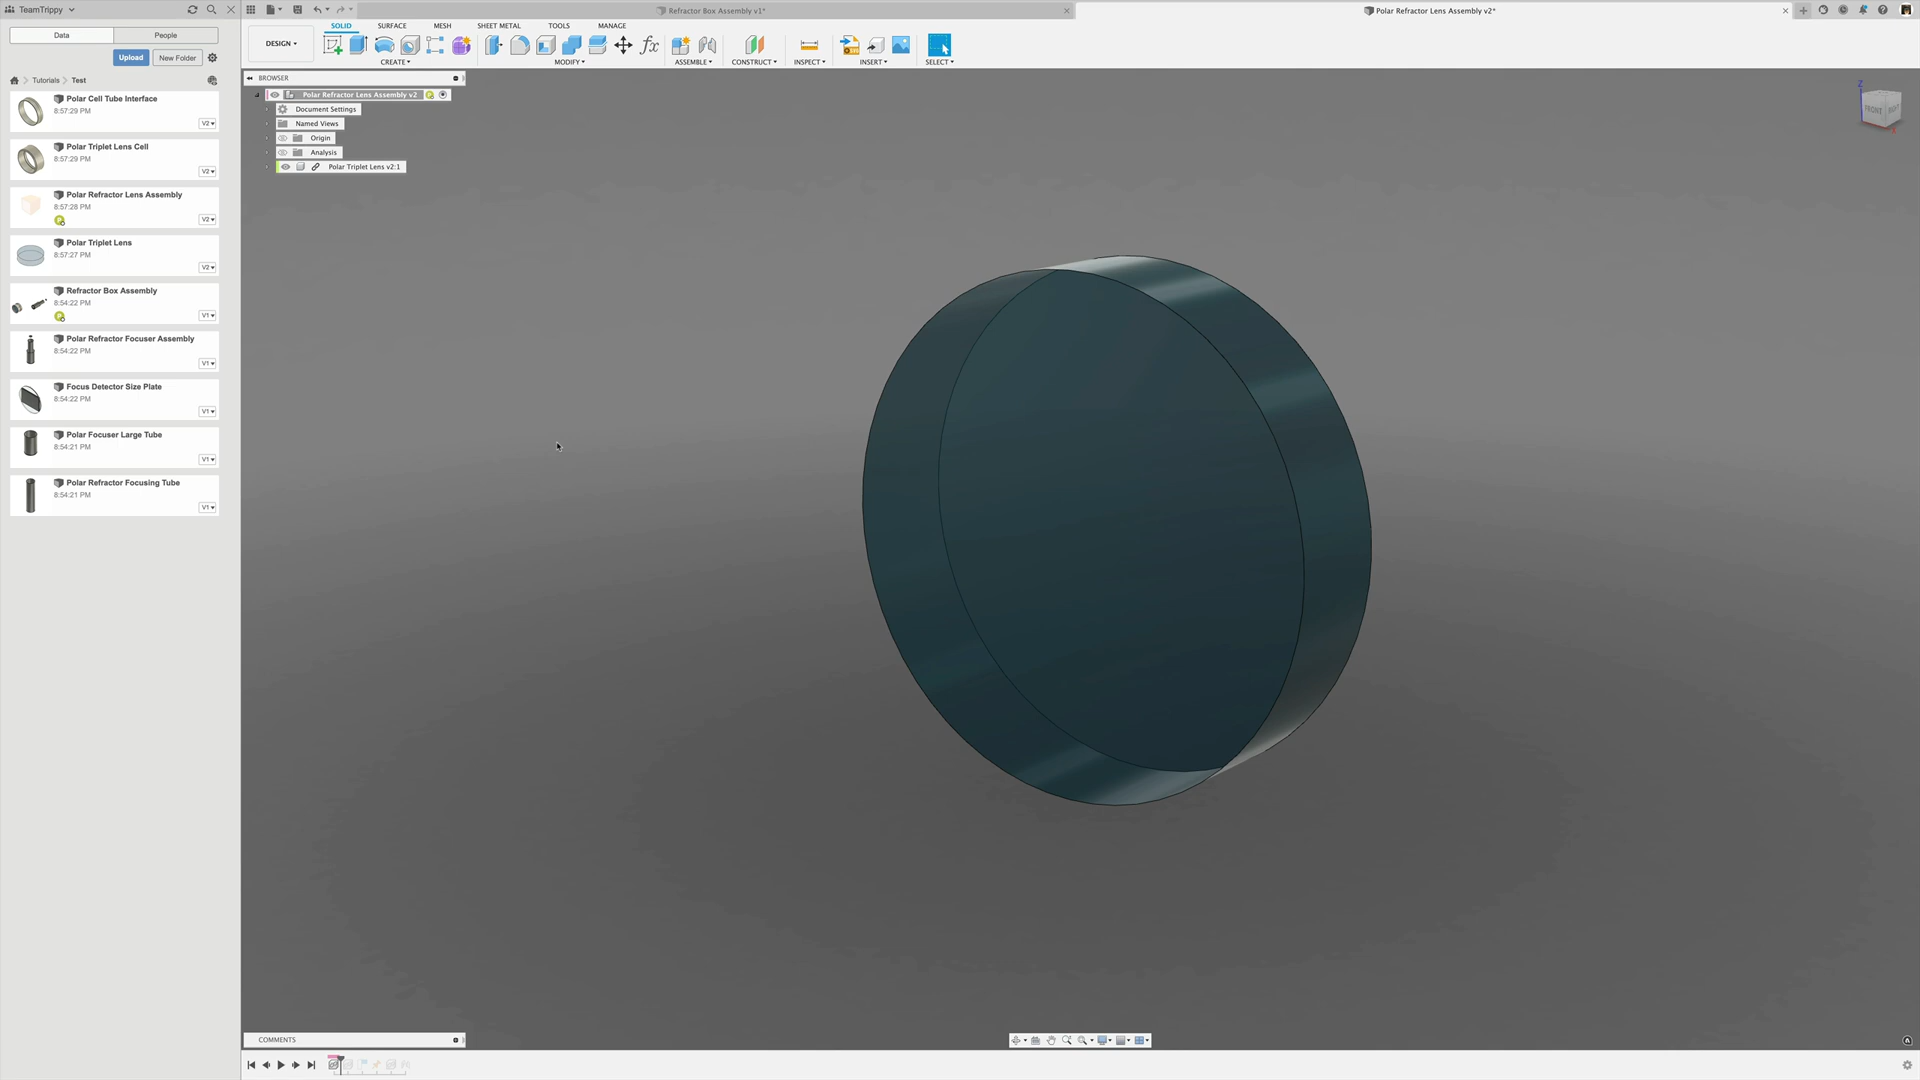 TeamTrippy
Data
People
Upload
New Folder
Tutorials
Test
Polar Cell Tube Interface
8:57:29 PM
V2
Polar Triplet Lens Cell
8:57:29 PM
V2
Polar Refractor Lens Assembly
8:57:28 PM
V2
Polar Triplet Lens
8:57:27 PM
V2
Refractor Box Assembly
8:54:22 PM
V1
Polar Refractor Focuser Assembly
8:54:22 PM
V1
Focus Detector Size Plate
8:54:22 PM
V1
Polar Focuser Large Tube
8:54:21 PM
V1
Polar Refractor Focusing Tube
8:54:21 PM
V1
Refractor Box Assembly v1*
Polar Refractor Lens Assembly v2*
SOLID
SURFACE
MESH
SHEET METAL
TOOLS
MANAGE
DESIGN
CREATE
MODIFY
ASSEMBLE
CONSTRUCT
INSPECT
INSERT
SELECT
fx
BROWSER
Polar Refractor Lens Assembly v2
Document Settings
Named Views
Origin
Analysis
Polar Triplet Lens v2:1
Z
FRONT
X
COMMENTS